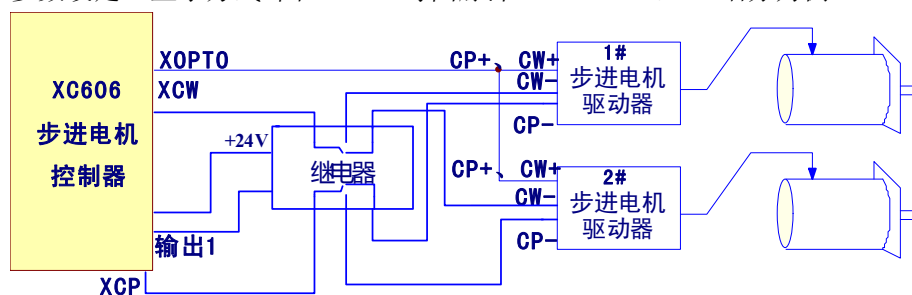 XOPTO
CP+、 CW+
1#
XC606
XCW
CW-
步进电机
步进电机
驱动器
+24V
CP-
控制器
继电器
CP+、 CW+
2#
CW-
步进电机
驱动器
CP-
输出1
XCP